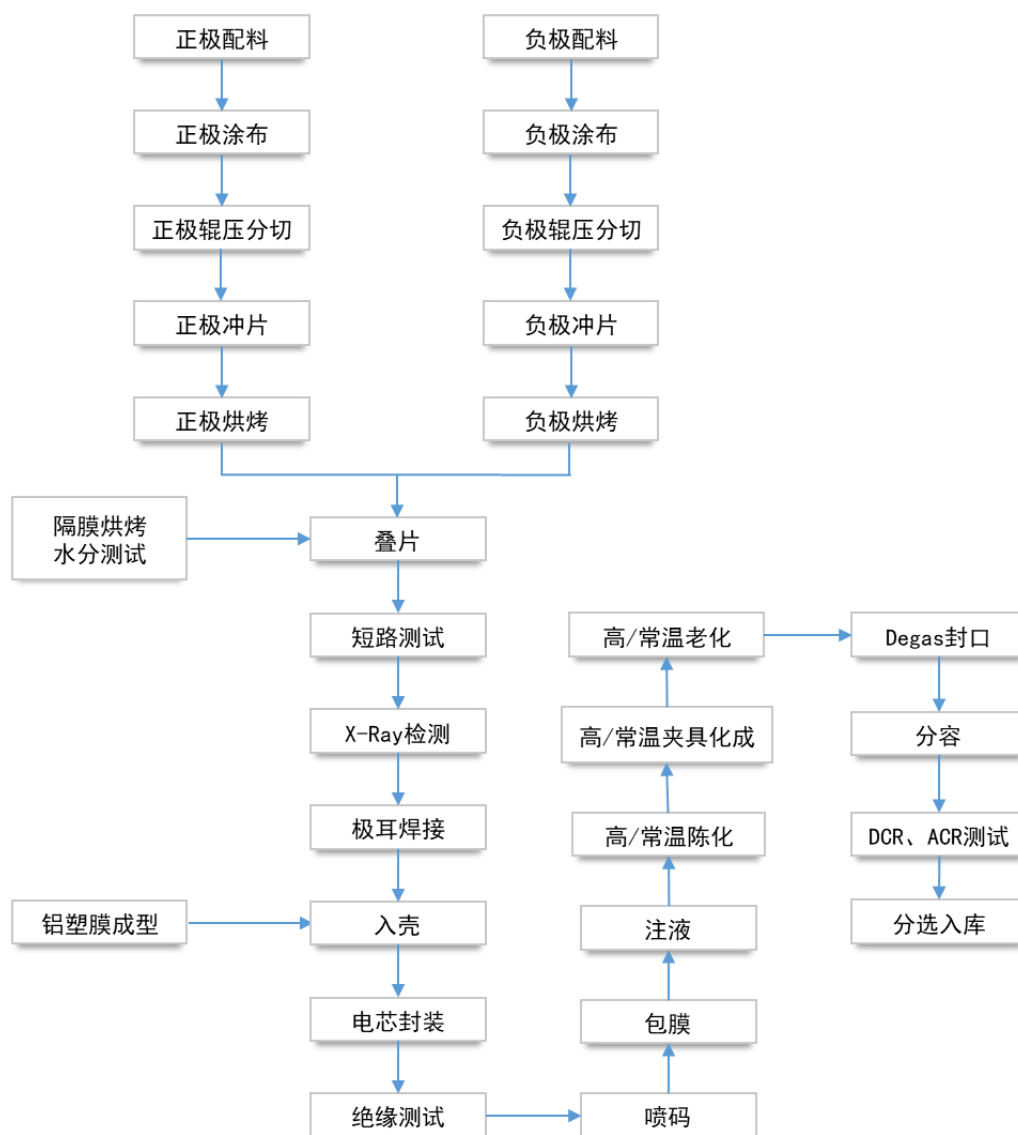 正极配料
负极配料
正极涂布
负极涂布
正极辊压分切
负极辊压分切
正极冲片
负极冲片
正极烘烤
负极烘烤
隔膜烘烤
水分测试
叠片
短路测试
X-Ray检测
极耳焊接
铝塑膜成型
入壳
电芯封装
绝缘测试
喷码
包膜
注液
高/常温陈化
高/常温夹具化成
高/常温老化
Degas封口
分容
DCR、ACR测试
分选入库